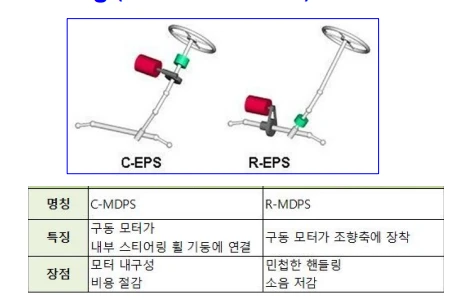 C-EPS
R-EPS
명칭
C-MDPS
R-MDPS
특징
구동 모터가
내부 스티어링 휠 기둥에 연결
구동 모터가 조향축에 장착
장점
모터 내구성
비용 절감
민첩한 핸들링
소음 저감